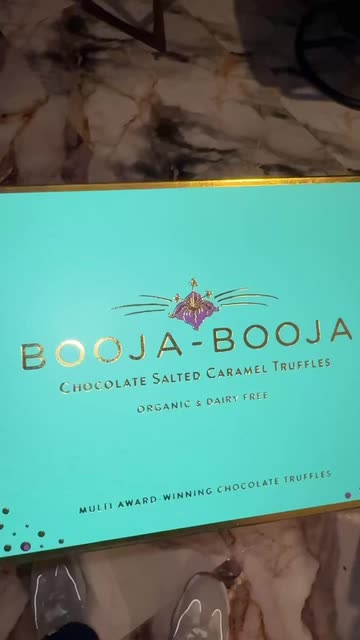 BOOJA-BOOJA
CHOCOLATE SALTED CARAMEL TRUFFLES
ORGANIC & DAIRY FREE
MULTI AWARD-WINNING CHOCOLATE TRUFFLES